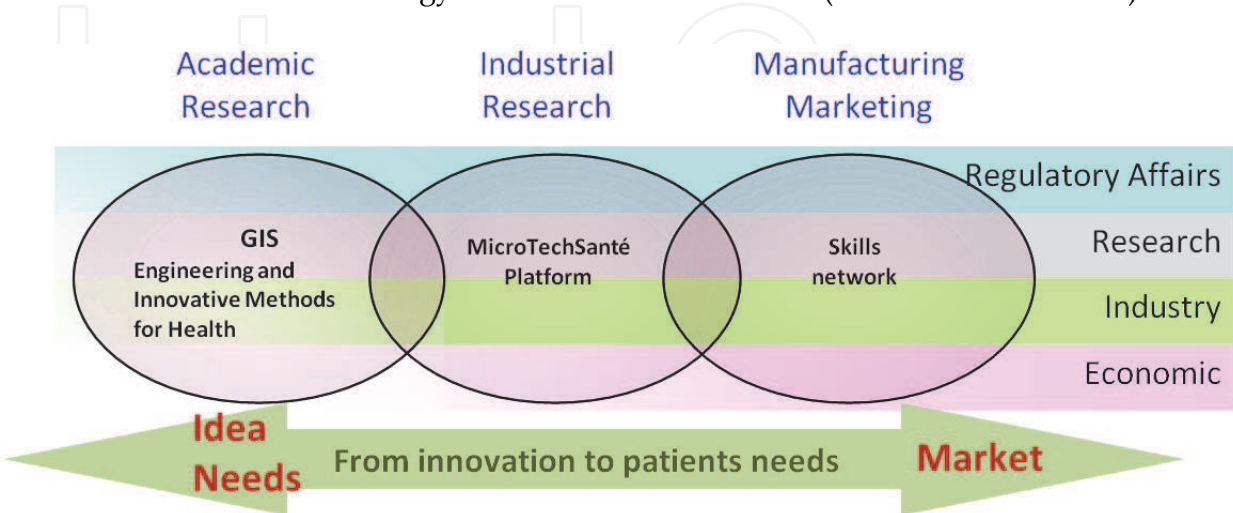 Academic
Research
Industrial
Research
Manufacturing
Marketing
Regulatory Affairs
Research
Industry
Economic
GIS
Engineering and
Innovative Methods
for Health
MicroTechSanté
Platform
Skills
network
Idea
Needs
From innovation to patients needs
Market